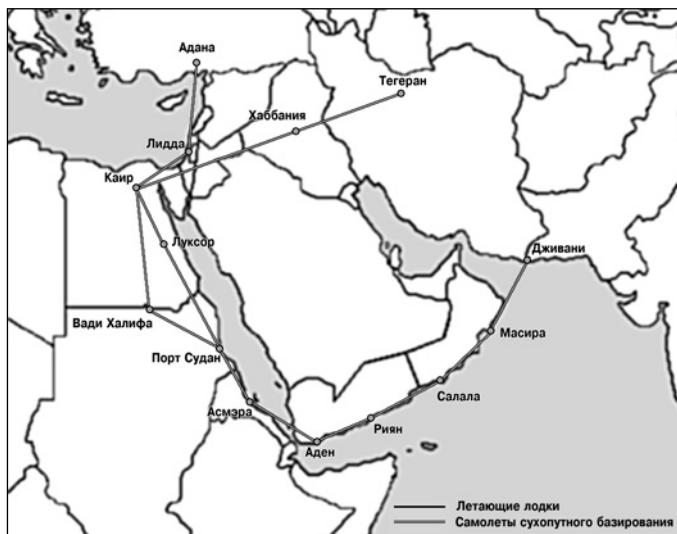 Адана
Тегеран
Хаббания
Лидда
Каир
Луксор
Дживани
Вади Халифа
Масира
Порт Судан
Салала
Асмэра
Риян
Аден
Летающие лодки
Самолеты сухопутного базирования